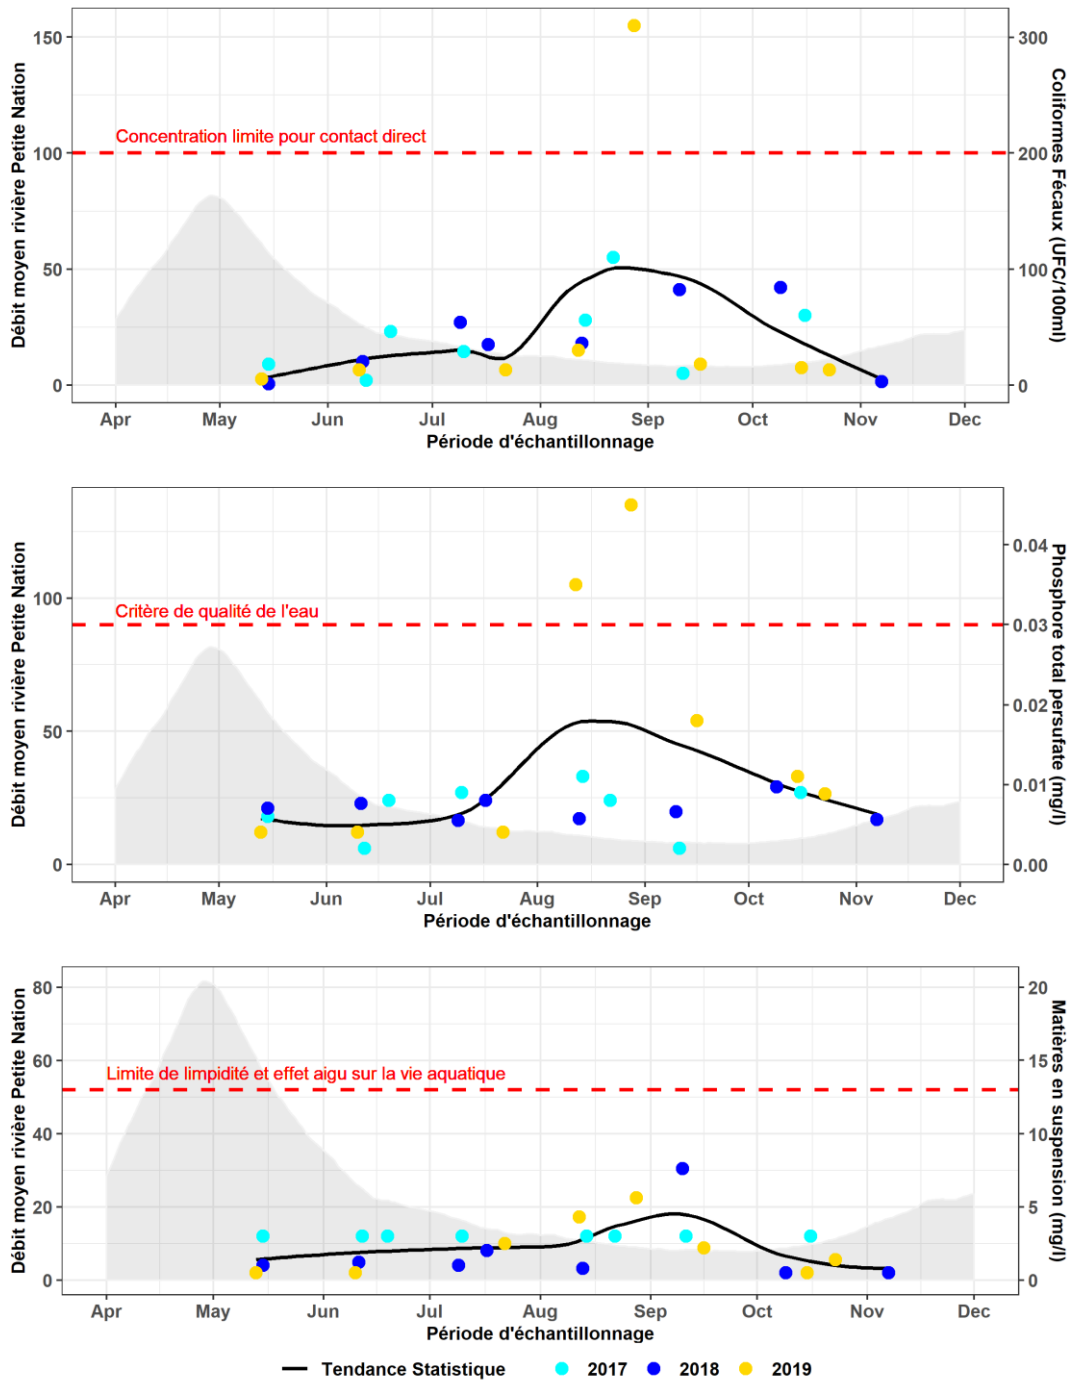 150
100
50
0
Débit moyen rivière Petite Nation
Concentration limite pour contact direct
300
200
100
0
Coliformes Fécaux (UFC/100ml)
Apr May Jun Jul Aug Sep Oct Nov Dec
Période d'échantillonnage
100
50
0
Débit moyen rivière Petite Nation
Critère de qualité de l'eau
0.04
0.03
0.02
0.01
0.00
Phosphore total persufate (mg/l)
Apr May Jun Jul Aug Sep Oct Nov Dec
Période d'échantillonnage
80
60
40
20
0
Débit moyen rivière Petite Nation
Limite de limpidité et effet aigu sur la vie aquatique
20
15
10
5
0
Matières en suspension (mg/l)
Apr May Jun Jul Aug Sep Oct Nov Dec
Période d'échantillonnage
Tendance Statistique 2017 2018 2019